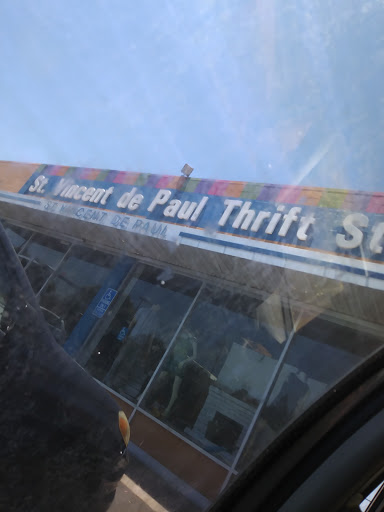 St. Vincent de Paul Thrift St
ST. VINCENT DE PAUL